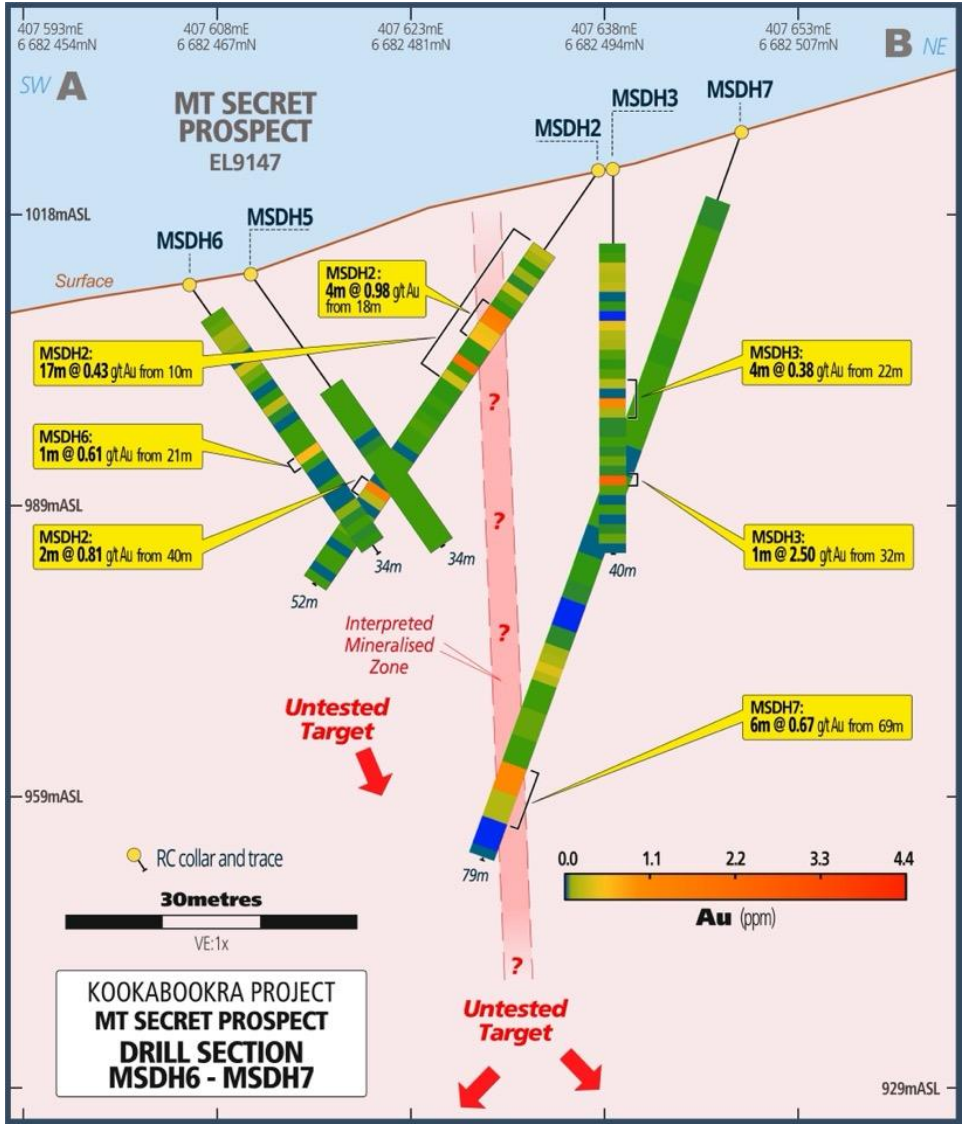 407 593mE
6 682 454mN
407 608mE
6 682 467mN
407 623mE
6 682 481mN
407 638mE
6 682 494mN
407 653mE
6 682 507mN
SW A
B NE
MT SECRET
PROSPECT
EL9147
MSDH7
MSDH3
MSDH2
1018mASL
MSDH5
MSDH6
Surface
MSDH2:
4m @ 0.98 g/t Au
from 18m
MSDH2:
17m @ 0.43 g/t Au from 10m
MSDH3:
4m @ 0.38 g/t Au from 22m
?
MSDH6:
1m @ 0.61 g/t Au from 21m
989mASL
?
MSDH2:
2m @ 0.81 g/t Au from 40m
MSDH3:
1m @ 2.50 g/t Au from 32m
34m
34m
40m
52m
Interpreted
Mineralised
Zone
?
Untested
Target
MSDH7:
6m @ 0.67 g/t Au from 69m
959mASL
RC collar and trace
79m
0.0 1.1 2.2 3.3 4.4
Au (ppm)
30metres
VE:1x
?
KOOKABOOKRA PROJECT
MT SECRET PROSPECT
DRILL SECTION
MSDH6 - MSDH7
Untested
Target
929mASL